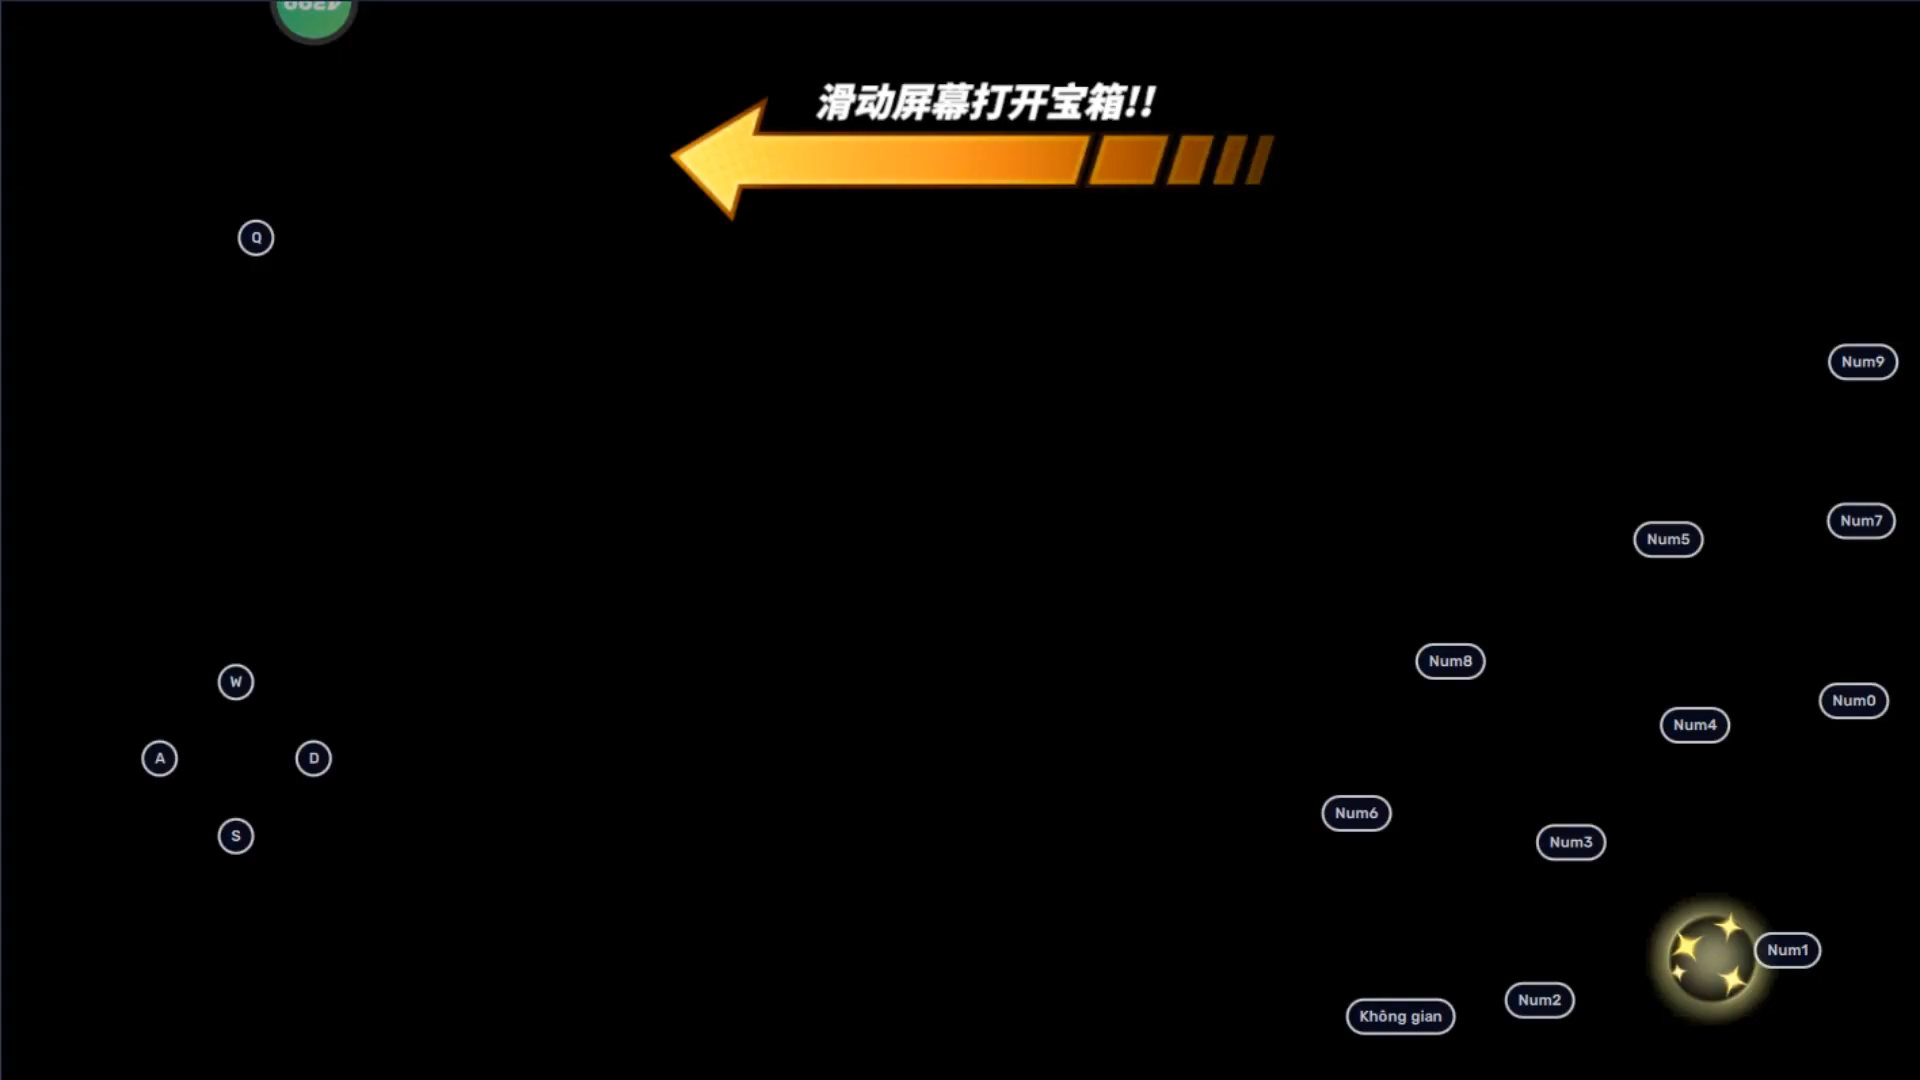 滑动屏幕打开宝箱!!
Q
Num9
Num7
Num5
W
Num8
Num0
Num4
A
D
Num6
S
Num3
Num1
Num2
Không gian